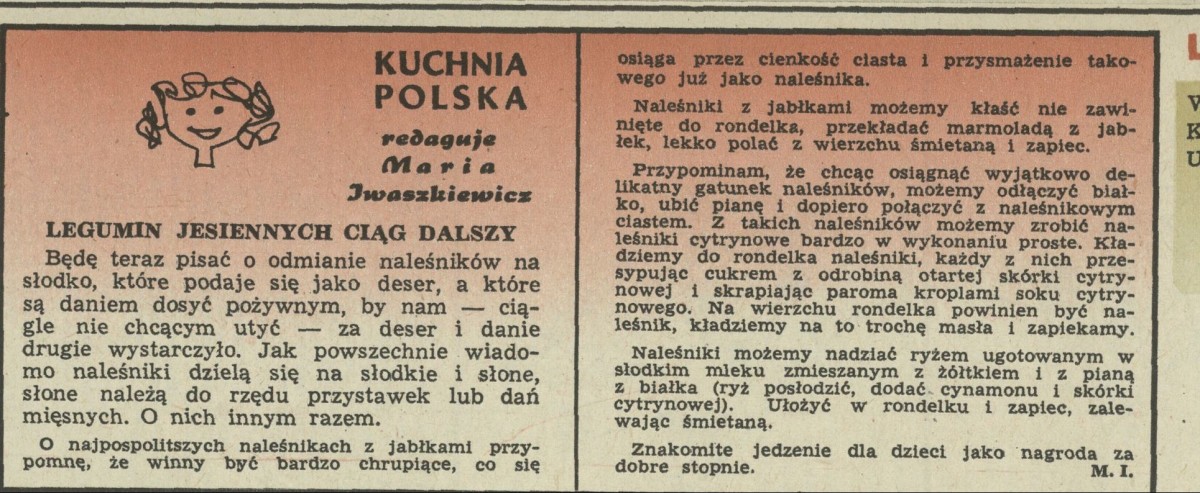 KUCHNIA
POLSKA
redaguje
Maria
Iwaszkiewicz
LEGUMIN JESIENNYCH CIĄG DALSZY
Będę teraz pisać o odmianie naleśników na
słodko, które podaje się jako deser, a które
są daniem dosyć pożywnym, by nam — cią-
gle nie chcącym utyć — za deser i danie
drugie wystarczyło. Jak powszechnie wiado-
mo naleśniki dzielą się na słodkie i słone,
słone należą do rzędu przystawek lub dań
mięsnych. O nich innym razem.
O najpospolitszych naleśnikach z jabłkami przy-
pomnę, że winny być bardzo chrupiące, co się
osiąga przez cienkość ciasta i przysmażenie tako-
wego już jako naleśnika.
Naleśniki z jabłkami możemy kłaść nie zawi-
nięte do rondelka, przekładać marmoladą z jab-
łek, lekko polać z wierzchu śmietaną i zapiec.
Przypominam, że chcąc osiągnąć wyjątkowo de-
likatny gatunek naleśników, możemy odłączyć biał-
ko, ubić pianę i dopiero połączyć z naleśnikowym
ciastem. Z takich naleśników możemy zrobić na-
leśniki cytrynowe bardzo w wykonaniu proste. Kła-
dziemy do rondelka naleśniki, każdy z nich prze-
sypując cukrem z odrobiną otartej skórki cytry-
nowej i skrapiając paroma kroplami soku cytry-
nowego. Na wierzchu rondelka powinien być na-
leśnik, kładziemy na to trochę masła i zapiekamy.
Naleśniki możemy nadziać ryżem ugotowanym w
słodkim mleku zmieszanym z żółtkiem i z pianą
z białka (ryż posłodzić, dodać cynamonu i skórki
cytrynowej). Ułożyć w rondelku i zapiec, zale-
wając śmietaną.
Znakomite jedzenie dla dzieci jako nagroda za
dobre stopnie. M. I.